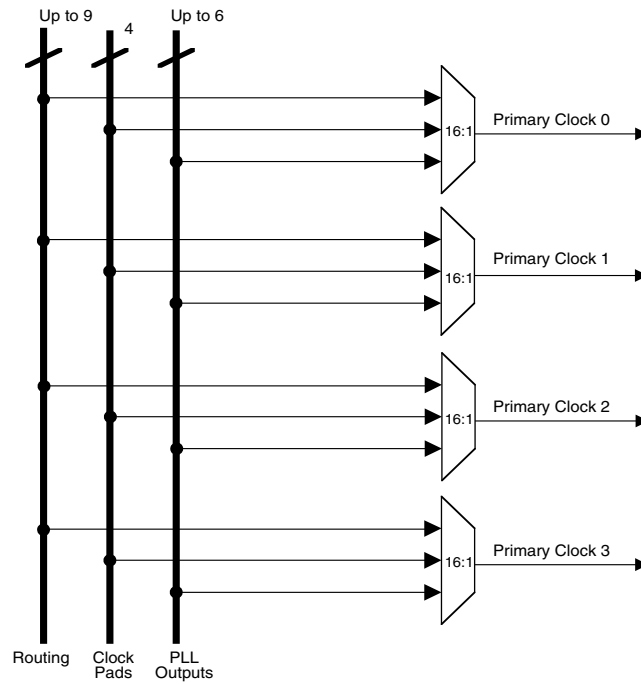 Up to 9
4
Up to 6
16:1
Primary Clock 0
16:1
Primary Clock 1
16:1
Primary Clock 2
16:1
Primary Clock 3
Routing
Clock
Pads
PLL
Outputs